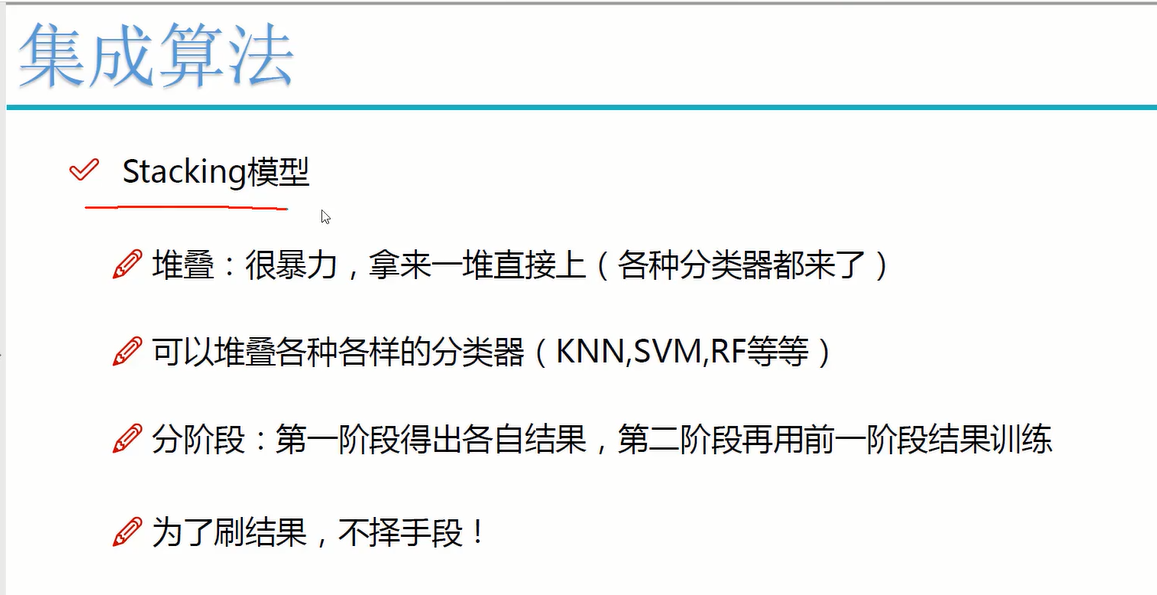 集成算法
Stacking模型
堆叠：很暴力，拿来一堆直接上（各种分类器都来了）
可以堆叠各种各样的分类器（KNN,SVM,RF等等）
分阶段：第一阶段得出各自结果，第二阶段再用前一阶段结果训练
为了刷结果，不择手段！